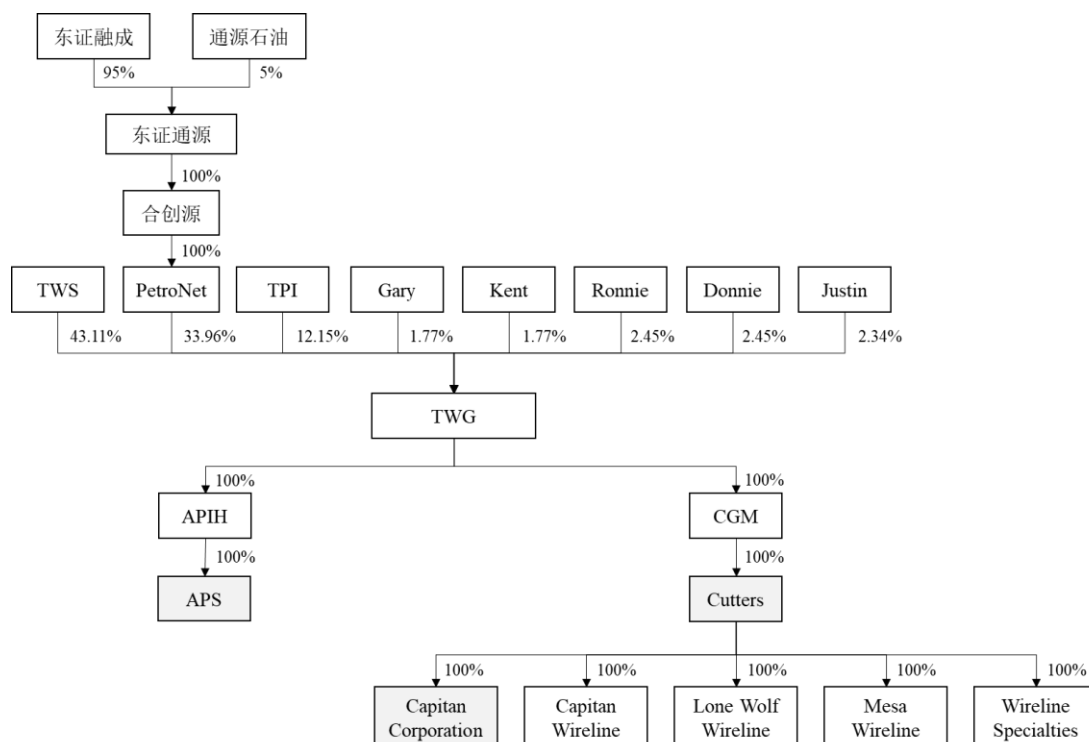 东证融成 通源石油
95% 5%
东证通源
100%
合创源
100%
TWS PetroNet TPI Gary Kent Ronnie Donnie Justin
43.11% 33.96% 12.15% 1.77% 1.77% 2.45% 2.45% 2.34%
TWG
100% 100%
APIH CGM
100% 100%
APS Cutters
100% 100% 100% 100% 100%
Capitan Capitan Lone Wolf Mesa Wireline
Corporation Wireline Wireline Wireline Specialties